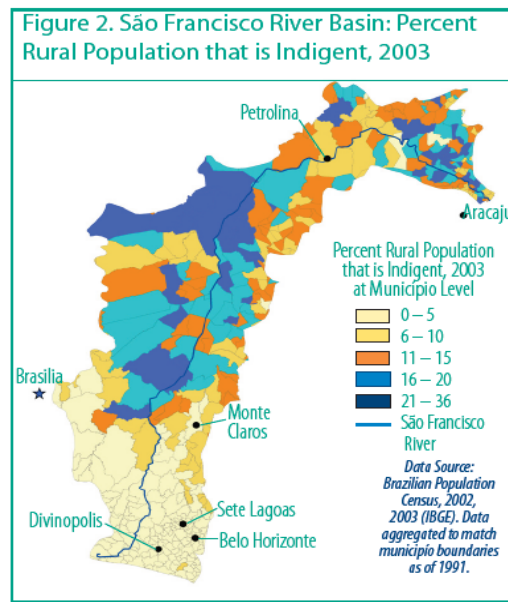 Figure 2. São Francisco River Basin: Percent
Rural Population that is Indigent, 2003
Petrolina
Aracaju
Percent Rural Population
that is Indigent, 2003
at Município Level
0 – 5
6 – 10
11 – 15
16 – 20
21 – 36
São Francisco
River
Brasilia
Monte
Claros
Data Source:
Brazilian Population
Census, 2002,
2003 (IBGE). Data
aggregated to match
municipío boundaries
as of 1991.
Sete Lagoas
Divinopolis
Belo Horizonte